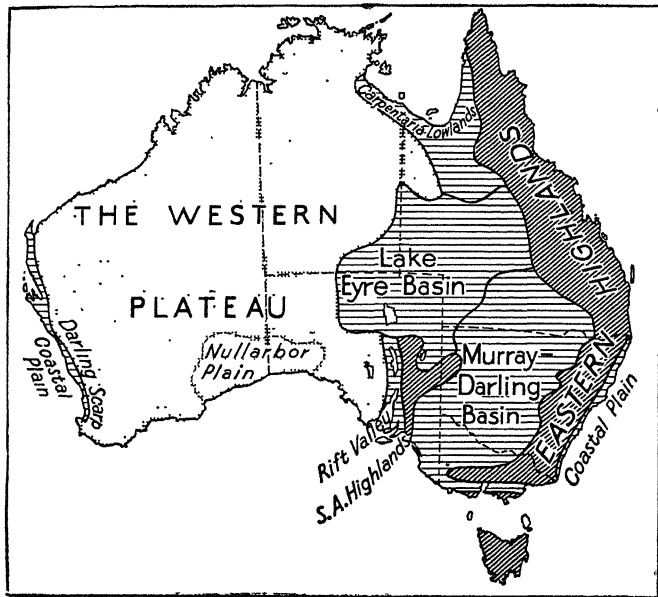 Carpentaria Lowlands
THE WESTERN
PLATEAU
HIGHLANDS
Lake
Eyre Basin
Nullarbor
Plain
Darling Scarp
Coastal
Plain
Murray-
Darling
Basin
EASTERN
Coastal Plain
Rift Valley
S.A. Highlands